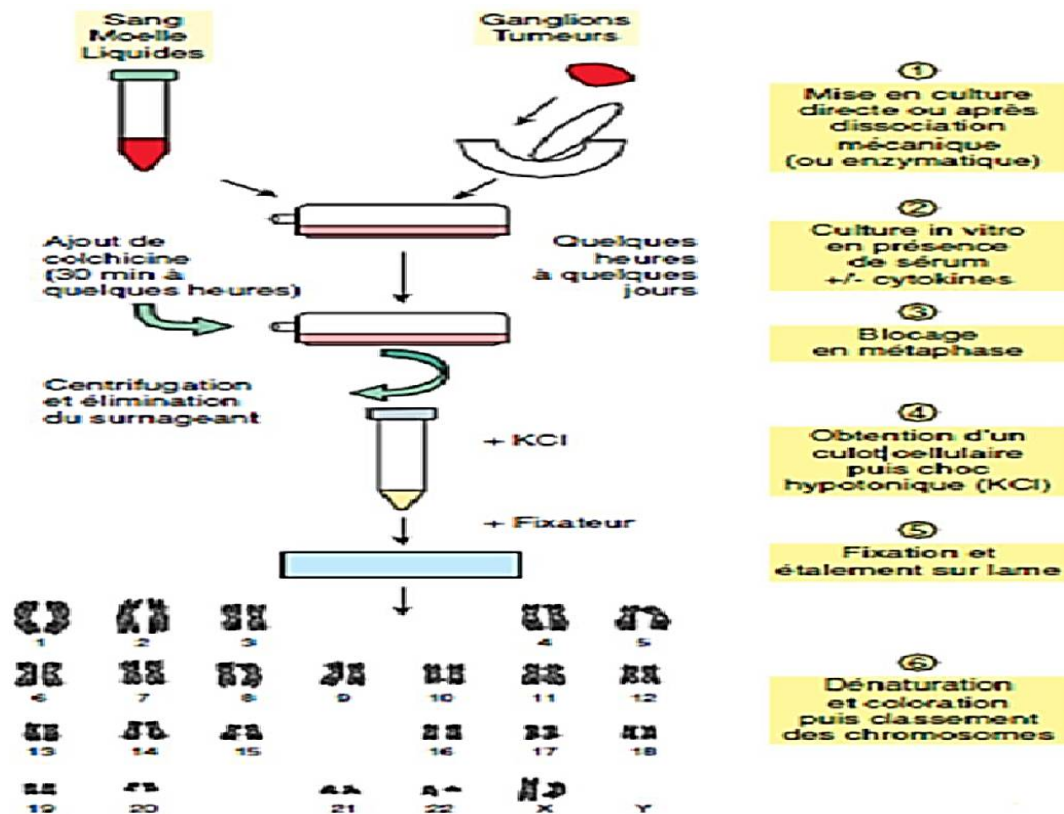 Sang
Moelle
Liquides
Ganglions
Tumeurs
Ajout de
colchicine
(30 min à
quelques heures)
Quelques
heures
à quelques
jours
Centrifugation
et élimination
du surnageant
+ KCl
+ Fixateur
1
Mise en culture
directe ou après
dissociation
mécanique
(ou enzymatique)
2
Culture in vitro
en présence
de sérum
+/- cytokines
3
Blocage
en métaphase
4
Obtention d'un
culot cellulaire
puis choc
hypotonique (KCl)
5
Fixation et
étalement sur lame
6
Dénaturation
et coloration
puis classement
des chromosomes
1 2 3 4 5
6 7 8 9 10 11 12
13 14 15 16 17 18
19 20 21 22 X Y